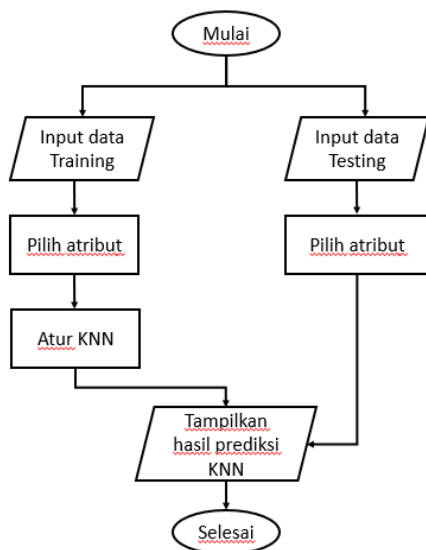 Mulai
Input data
Training
Input data
Testing
Pilih atribut
Pilih atribut
Atur KNN
Tampilkan
hasil prediksi
KNN
Selesai